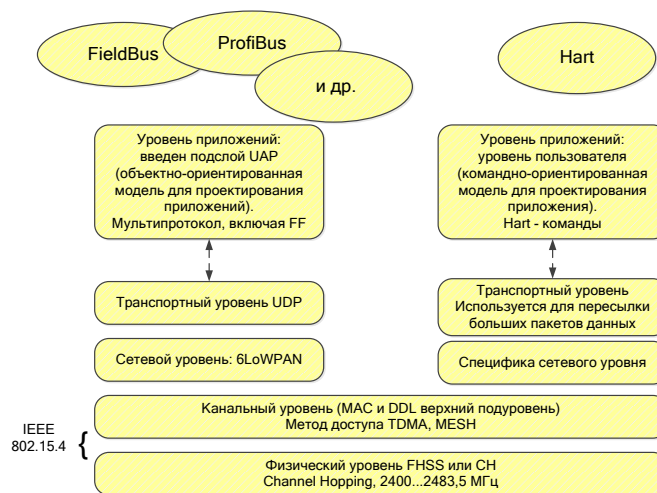 FieldBus
ProfiBus
и др.
Hart
Уровень приложений:
введен подслой UAP
(объектно-ориентированная
модель для проектирования
приложений).
Мультипротокол, включая FF
Уровень приложений:
уровень пользователя
(командно-ориентированная
модель для проектирования
приложения).
Hart - команды
Транспортный уровень UDP
Транспортный уровень
Используется для пересылки
больших пакетов данных
Сетевой уровень: 6LoWPAN
Специфика сетевого уровня
IEEE
802.15.4
{
Канальный уровень (MAC и DDL верхний подуровень)
Метод доступа TDMA, MESH
Физический уровень FHSS или CH
Channel Hopping, 2400...2483,5 МГц